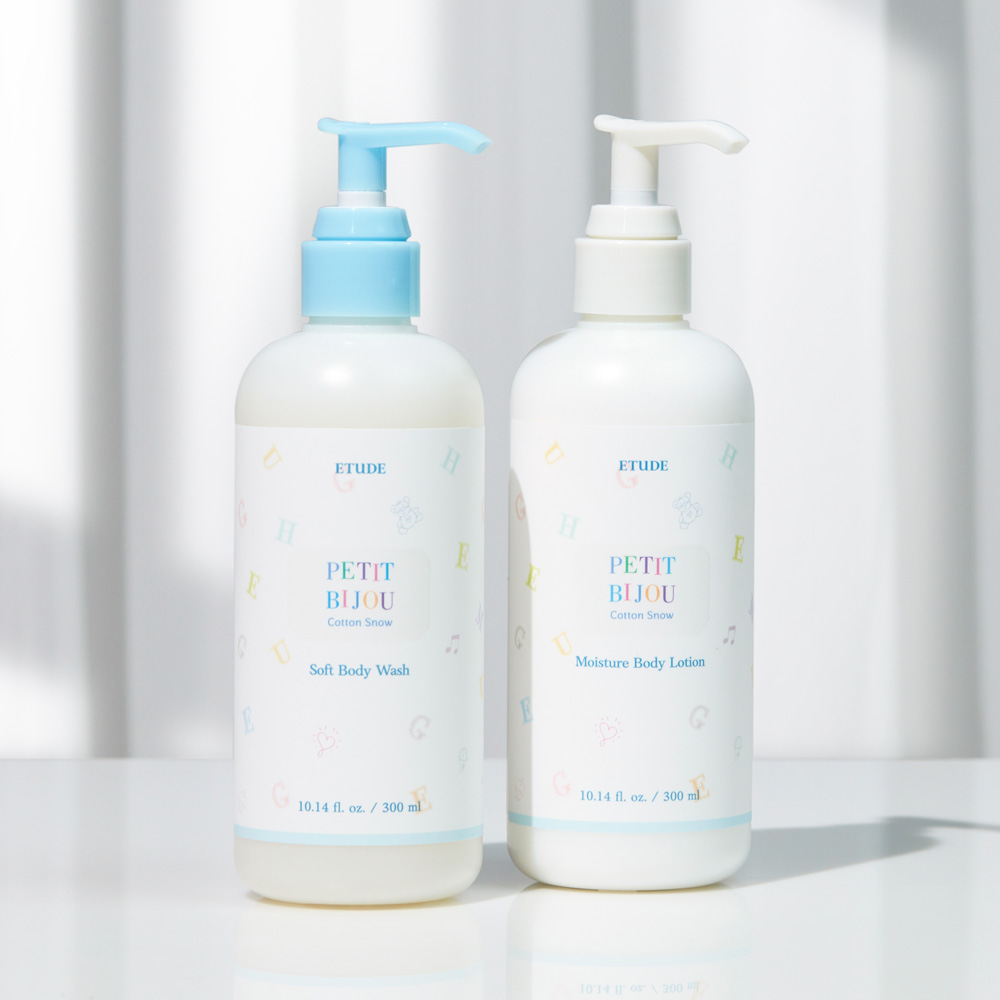 ETUDE
PETIT
BIJOU
Cotton Snow
Soft Body Wash
10.14 fl. oz. / 300 ml
ETUDE
PETIT
BIJOU
Cotton Snow
Moisture Body Lotion
10.14 fl. oz. / 300 ml